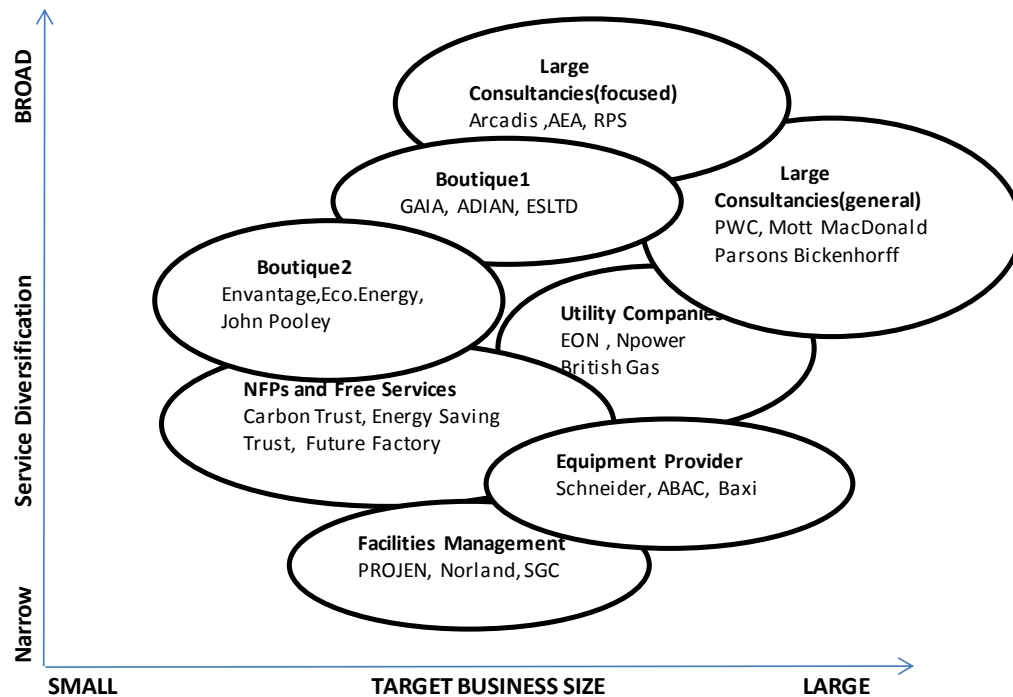 BROAD
Service Diversification
Narrow
Large
Consultancies(focused)
Arcadis ,AEA, RPS
Boutique1
GAIA, ADIAN, ESLTD
Large
Consultancies(general)
PWC, Mott MacDonald
Parsons Bickenhorff
Boutique2
Envantage,Eco.Energy,
John Pooley
Utility Companies
EON , Npower
British Gas
NFPs and Free Services
Carbon Trust, Energy Saving
Trust, Future Factory
Equipment Provider
Schneider, ABAC, Baxi
Facilities Management
PROJEN, Norland, SGC
SMALL
TARGET BUSINESS SIZE
LARGE